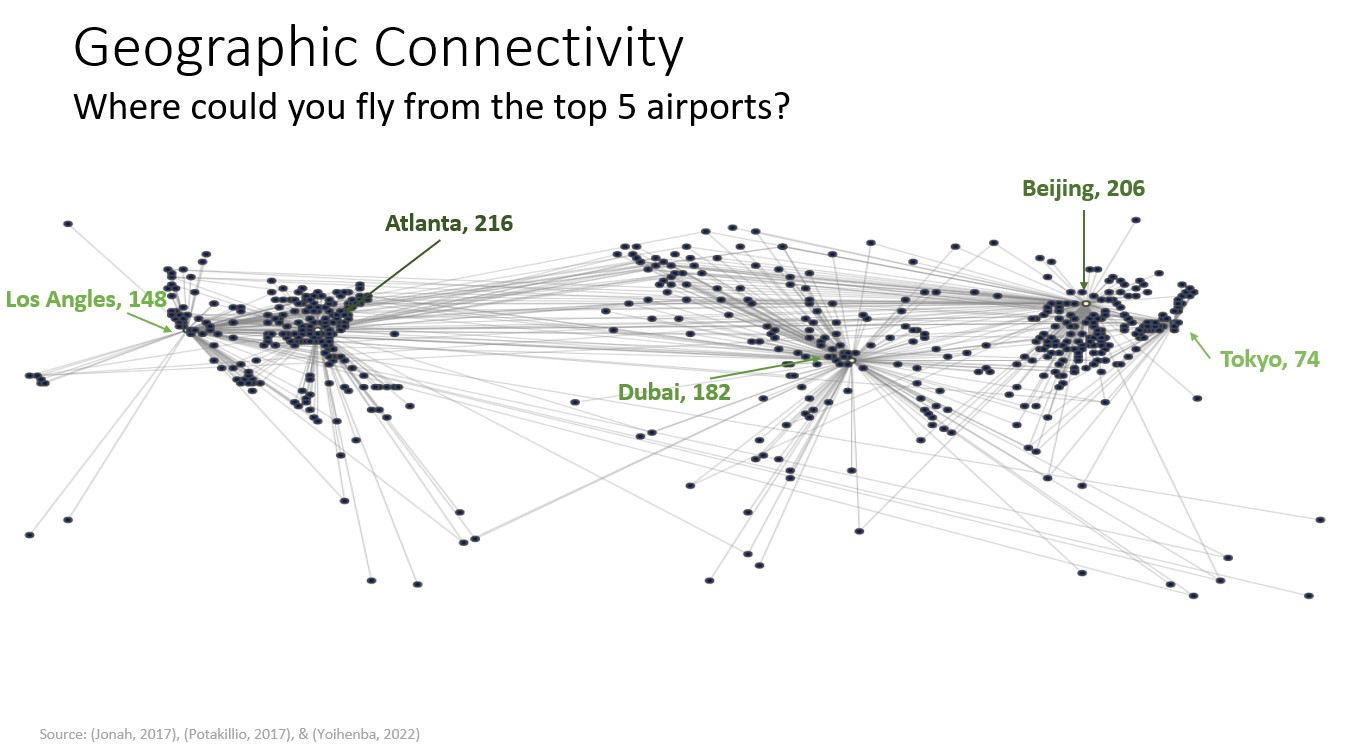 Geographic Connectivity
Where could you fly from the top 5 airports?
Beijing, 206
Atlanta, 216
Los Angles, 148
Tokyo, 74
Dubai, 182
Source: (Jonah, 2017), (Potakillio, 2017), & (Yoihenba, 2022)